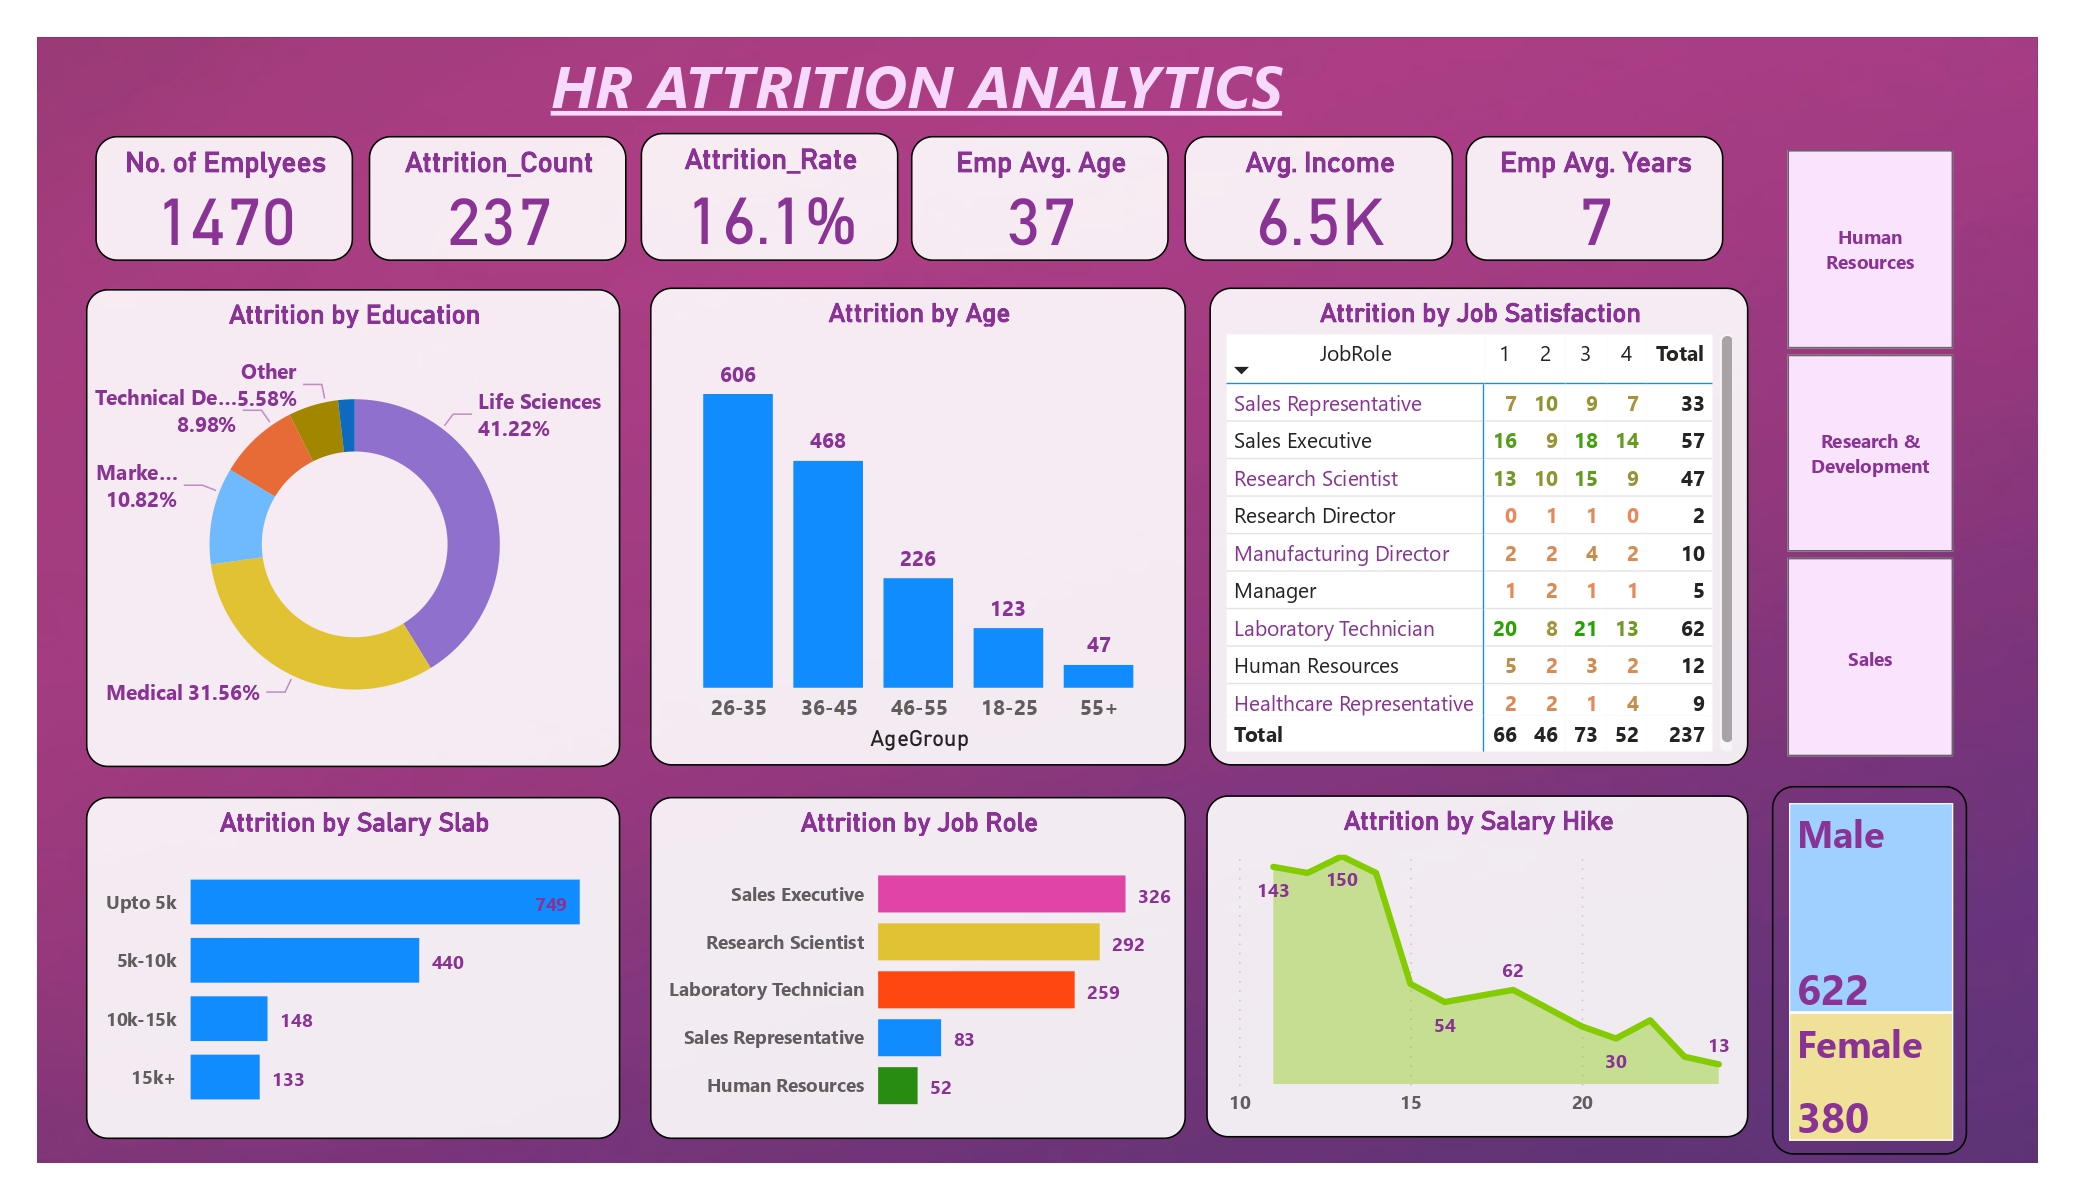 HR ATTRITION ANALYTICS
No. of Emplyees
1470
Attrition_Count
237
Attrition_Rate
16.1%
Emp Avg. Age
37
Avg. Income
6.5K
Emp Avg. Years
7
Human
Resources
Research &
Development
Sales
Attrition by Education
Other
5.58%
Technical De...
8.98%
Marke...
10.82%
Medical 31.56%
Life Sciences
41.22%
Attrition by Age
606
468
226
123
47
26-35 36-45 46-55 18-25 55+
AgeGroup
Attrition by Job Satisfaction
JobRole 1 2 3 4 Total
Sales Representative 7 10 9 7 33
Sales Executive 16 9 18 14 57
Research Scientist 13 10 15 9 47
Research Director 0 1 1 0 2
Manufacturing Director 2 2 4 2 10
Manager 1 2 1 1 5
Laboratory Technician 20 8 21 13 62
Human Resources 5 2 3 2 12
Healthcare Representative 2 2 1 4 9
Total 66 46 73 52 237
Attrition by Salary Slab
Upto 5k 749
5k-10k 440
10k-15k 148
15k+ 133
Attrition by Job Role
Sales Executive 326
Research Scientist 292
Laboratory Technician 259
Sales Representative 83
Human Resources 52
Attrition by Salary Hike
143
150
54
62
30
13
10 15 20
Male
622
Female
380